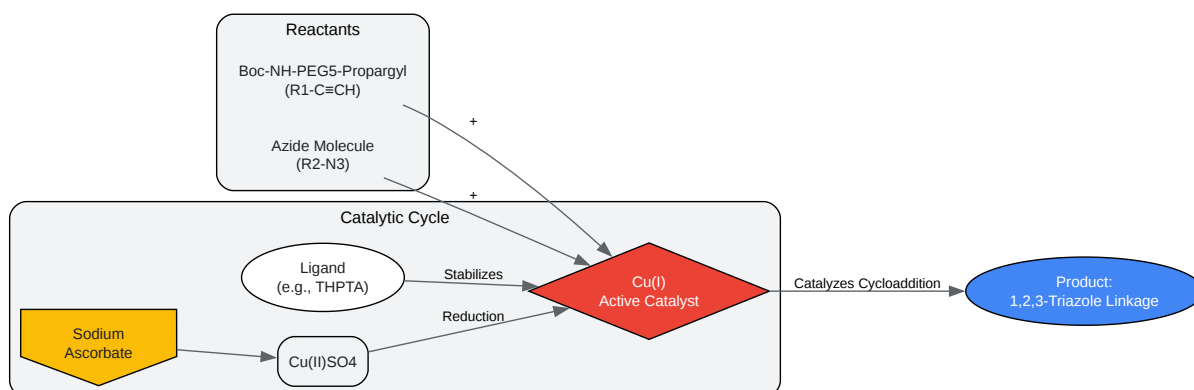 Reactants
Boc-NH-PEG5-Propargyl
(R1-C≡CH)
+
Azide Molecule
(R2-N3)
+
Catalytic Cycle
Ligand
(e.g., THPTA)
Stabilizes
Cu(I)
Active Catalyst
Catalyzes Cycloaddition
Product:
1,2,3-Triazole Linkage
Reduction
Sodium
Ascorbate
Cu(II)SO4